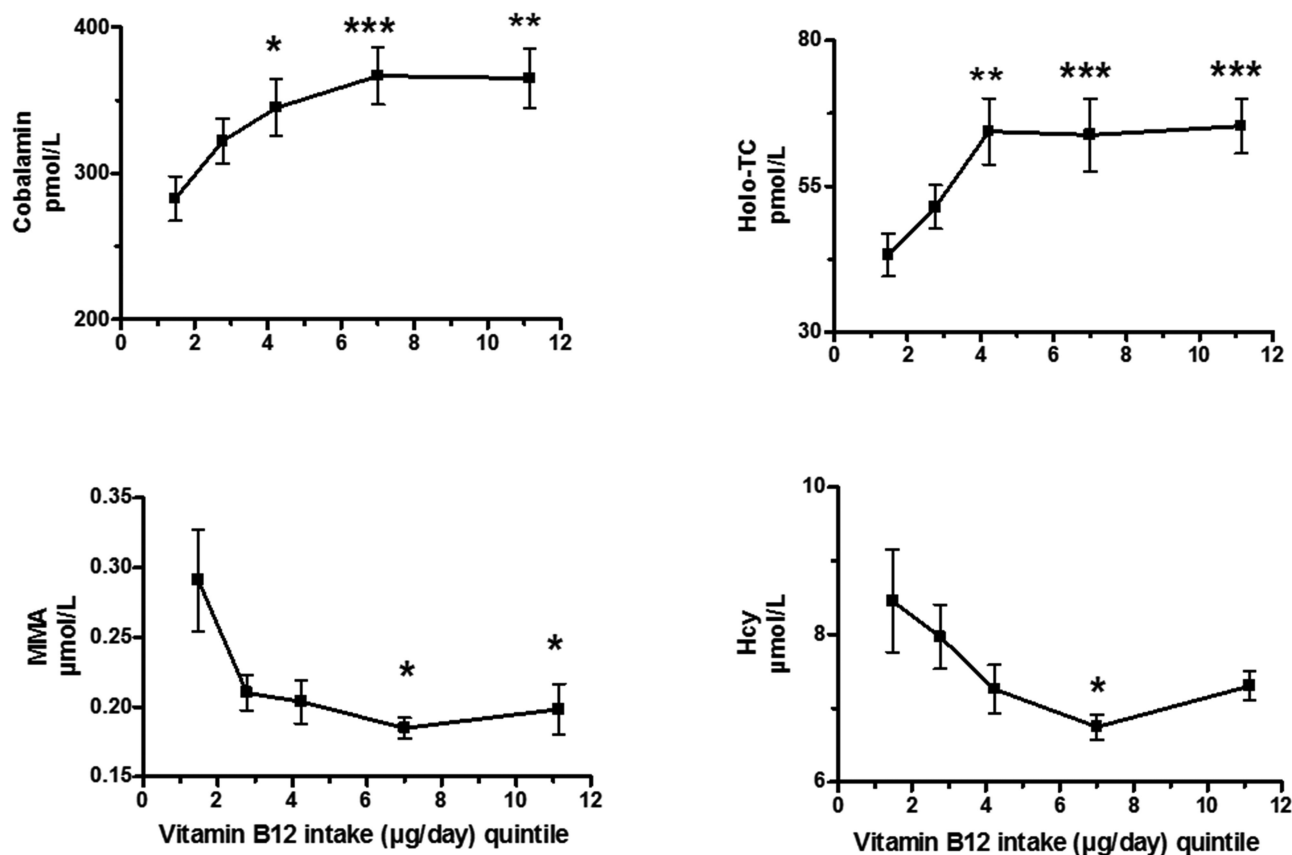 400
300
200
Cobalamin
pmol/L
* *** **
0 2 4 6 8 10 12
80
55
30
Holo-TC
pmol/L
** *** ***
0 2 4 6 8 10 12
0.35
0.30
0.25
0.20
0.15
MMA
µmol/L
* *
0 2 4 6 8 10 12
Vitamin B12 intake (µg/day) quintile
10
8
6
Hcy
µmol/L
*
0 2 4 6 8 10 12
Vitamin B12 intake (µg/day) quintile